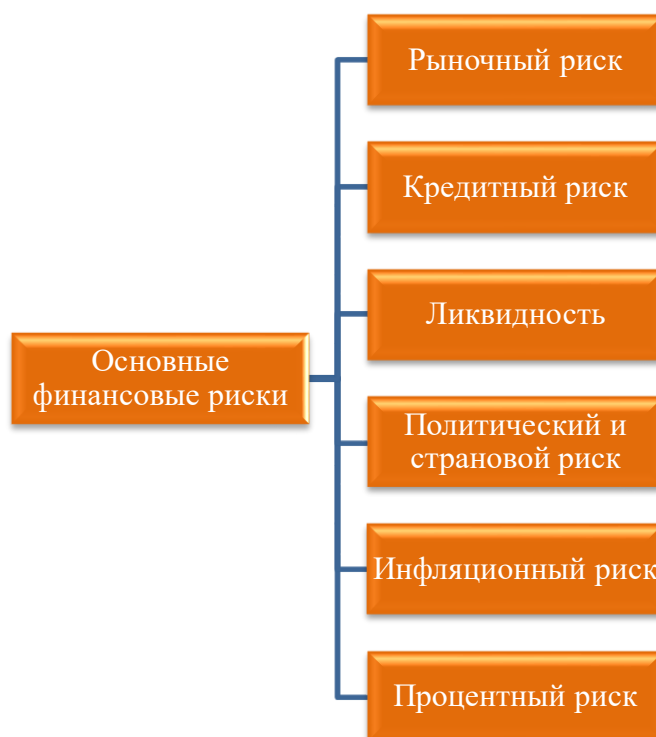 Рыночный риск
Кредитный риск
Ликвидность
Основные
финансовые риски
Политический и
страновой риск
Инфляционный риск
Процентный риск